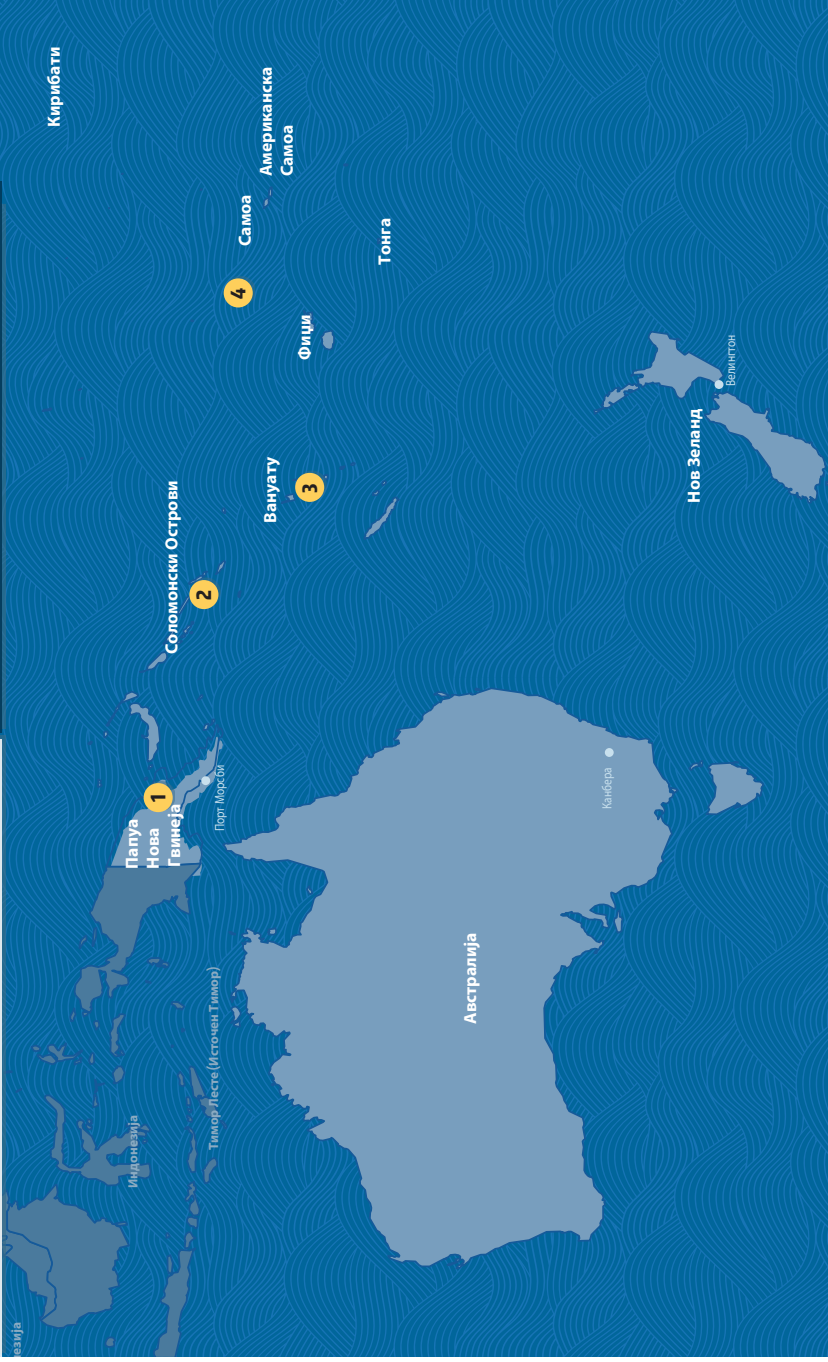 Кирибати
Американска
Самоа
Самоа
4
Тонга
Фиџи
Вануату
3
Соломонски Острови
2
1
Папуа
Нова
Гвинеја
Порт Морсби
Велингтон
Нов Зеланд
Канбера
Австралија
Тимор Лесте (Источен Тимор)
Индонезија